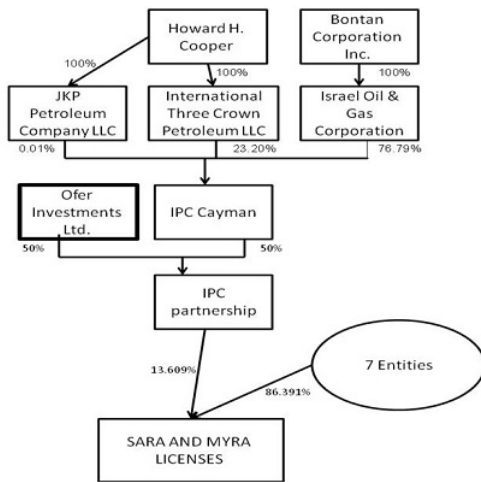 Howard H.
Cooper
Bontan
Corporation
Inc.
100%
100%
100%
JKP
Petroleum
Company LLC
International
Three Crown
Petroleum LLC
Israel Oil &
Gas
Corporation
0.01%
23.20%
76.79%
Ofer
Investments
Ltd.
IPC Cayman
50%
50%
IPC
partnership
13.609%
7 Entities
86.391%
SARA AND MYRA
LICENSES